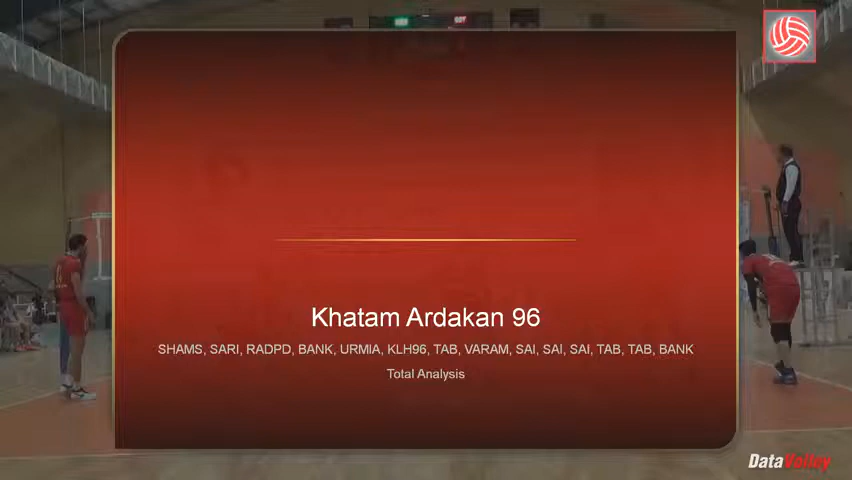 Khatam Ardakan 96
SHAMS, SARI, RADPD, BANK, URMIA, KLH96, TAB, VARAM, SAI, SAI, SAI, TAB, TAB, BANK
Total Analysis
DataVolley